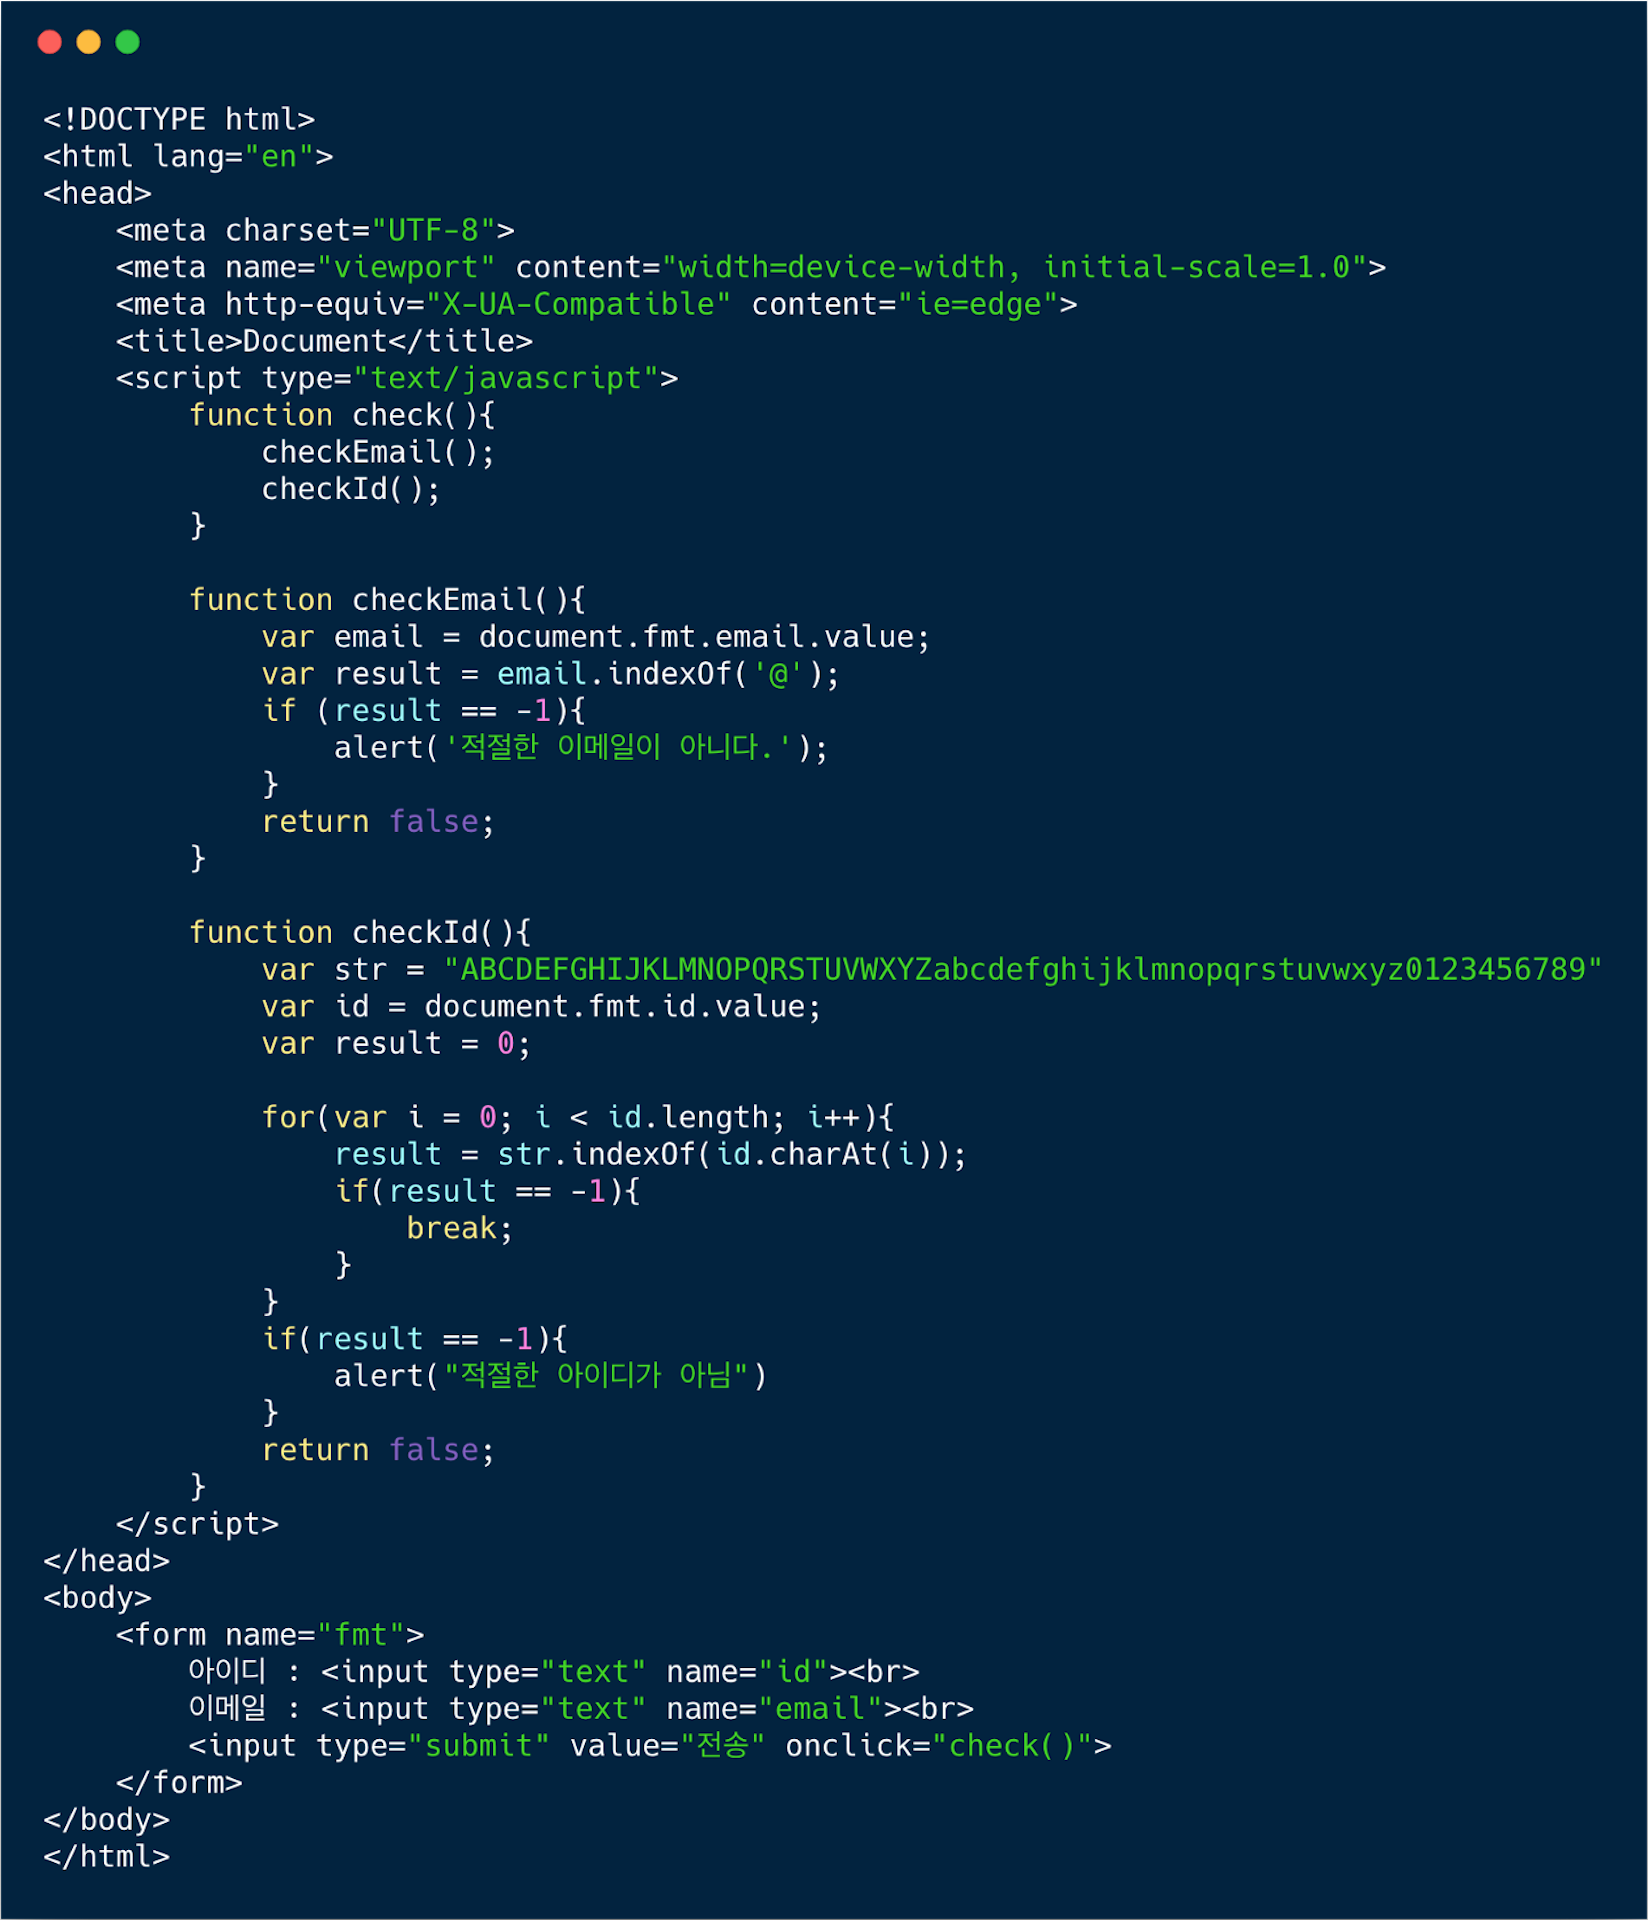 <!DOCTYPE html>
<html lang="en">
<head>
    <meta charset="UTF-8">
    <meta name="viewport" content="width=device-width, initial-scale=1.0">
    <meta http-equiv="X-UA-Compatible" content="ie=edge">
    <title>Document</title>
    <script type="text/javascript">
        function check(){
            checkEmail();
            checkId();
        }

        function checkEmail(){
            var email = document.fmt.email.value;
            var result = email.indexOf('@');
            if (result == -1){
                alert('적절한 이메일이 아니다.');
            }
            return false;
        }

        function checkId(){
            var str = "ABCDEFGHIJKLMNOPQRSTUVWXYZabcdefghijklmnopqrstuvwxyz0123456789"
            var id = document.fmt.id.value;
            var result = 0;

            for(var i = 0; i < id.length; i++){
                result = str.indexOf(id.charAt(i));
                if(result == -1){
                    break;
                }
            }
            if(result == -1){
                alert("적절한 아이디가 아님")
            }
            return false;
        }
    </script>
</head>
<body>
    <form name="fmt">
        아이디 : <input type="text" name="id"><br>
        이메일 : <input type="text" name="email"><br>
        <input type="submit" value="전송" onclick="check()">
    </form>
</body>
</html>